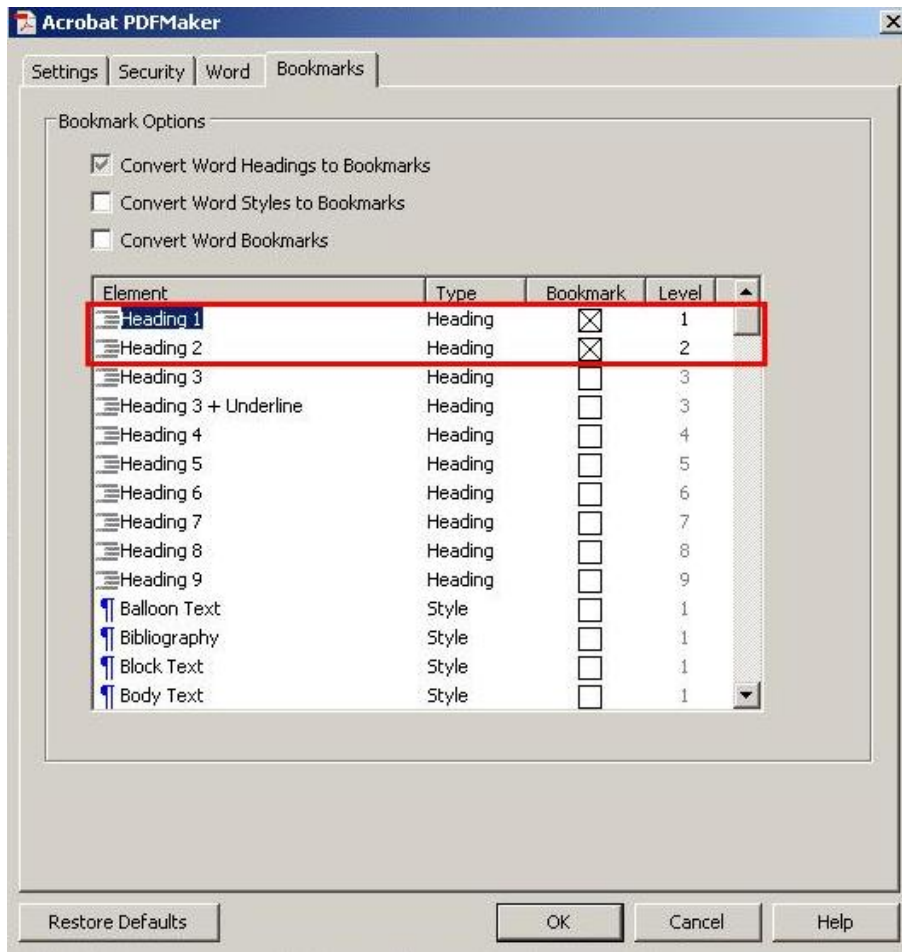 Acrobat PDFMaker
Settings Security Word Bookmarks
Bookmark Options
Convert Word Headings to Bookmarks
Convert Word Styles to Bookmarks
Convert Word Bookmarks
Element Type Bookmark Level
Heading 1 Heading 1
Heading 2 Heading 2
Heading 3 Heading 3
Heading 3 + Underline Heading 3
Heading 4 Heading 4
Heading 5 Heading 5
Heading 6 Heading 6
Heading 7 Heading 7
Heading 8 Heading 8
Heading 9 Heading 9
Balloon Text Style 1
Bibliography Style 1
Block Text Style 1
Body Text Style 1
Restore Defaults OK Cancel Help